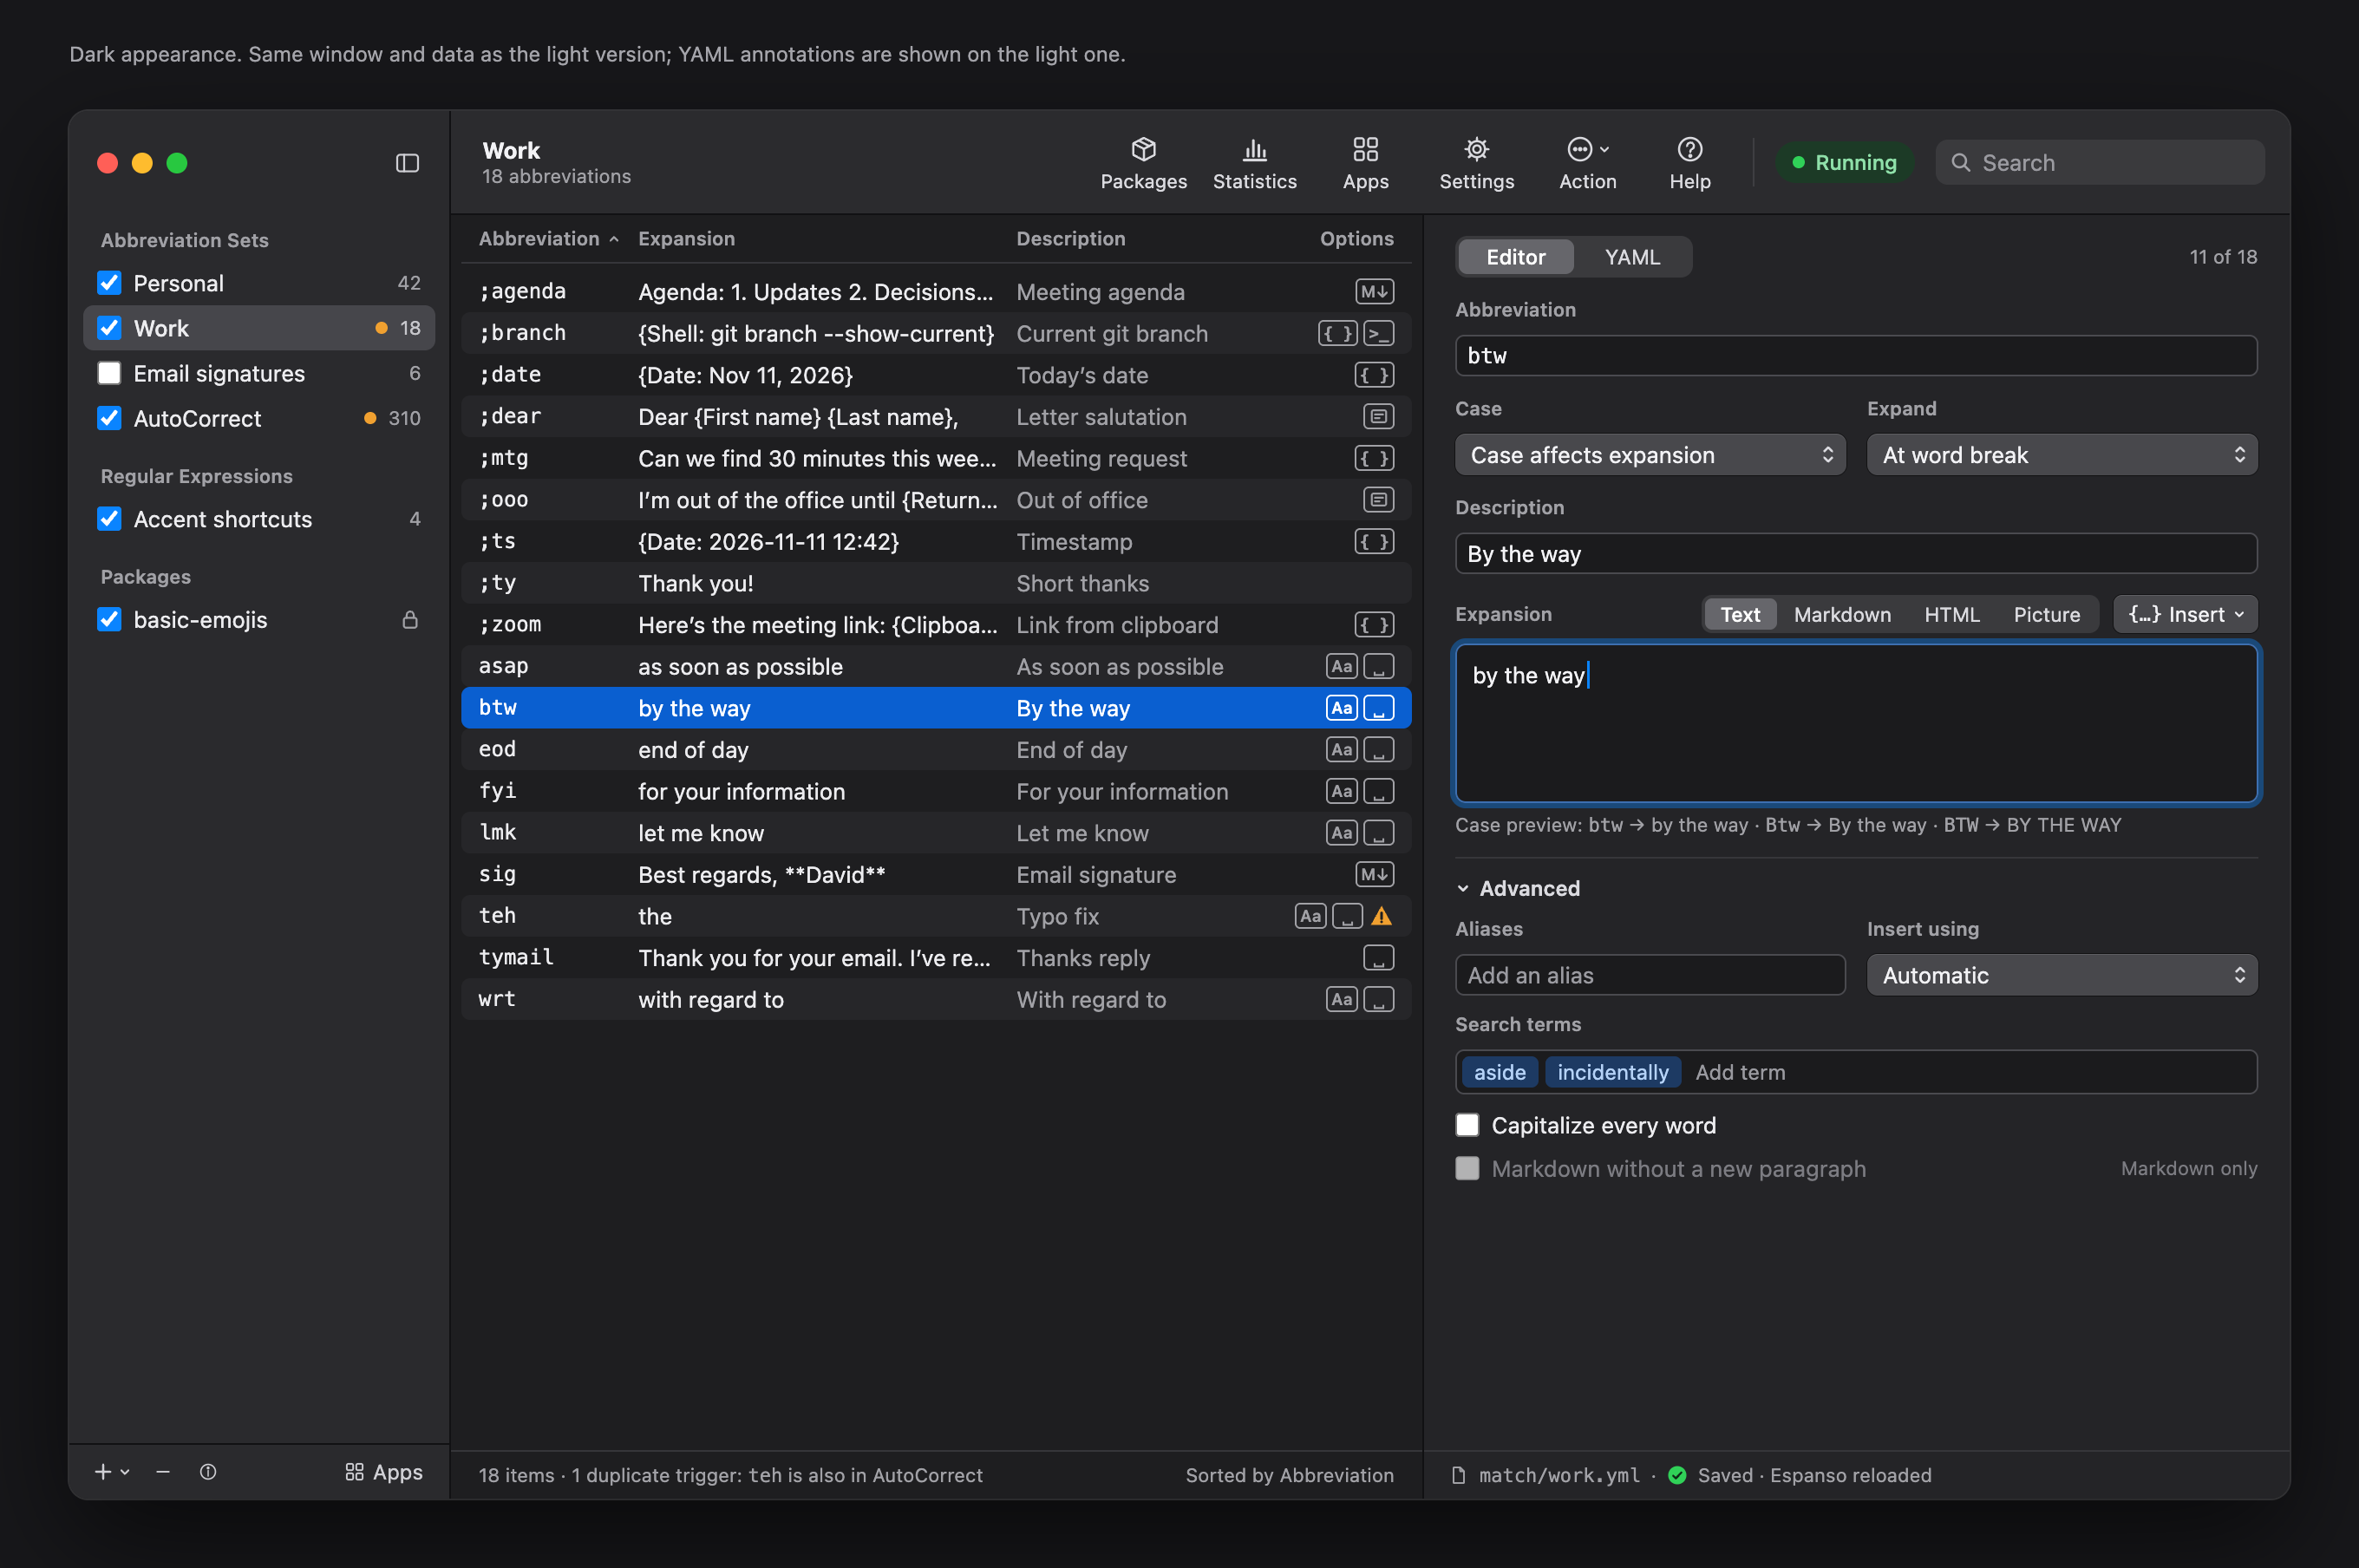 Dark appearance. Same window and data as the light version; YAML annotations are shown on the light one.
Abbreviation Sets
Personal 42
Work 18
Email signatures 6
AutoCorrect 310
Regular Expressions
Accent shortcuts 4
Packages
basic-emojis
Apps
Work
18 abbreviations
Packages Statistics Apps Settings Action Help
Running
Search
Abbreviation Expansion Description Options
;agenda Agenda: 1. Updates 2. Decisions... Meeting agenda M↓
;branch {Shell: git branch --show-current} Current git branch { } >_
;date {Date: Nov 11, 2026} Today’s date { }
;dear Dear {First name} {Last name}, Letter salutation
;mtg Can we find 30 minutes this wee... Meeting request { }
;ooo I’m out of the office until {Return... Out of office
;ts {Date: 2026-11-11 12:42} Timestamp { }
;ty Thank you! Short thanks
;zoom Here’s the meeting link: {Clipboa... Link from clipboard { }
asap as soon as possible As soon as possible Aa
btw by the way By the way Aa
eod end of day End of day Aa
fyi for your information For your information Aa
lmk let me know Let me know Aa
sig Best regards, **David** Email signature M↓
teh the Typo fix Aa
tymail Thank you for your email. I’ve re... Thanks reply
wrt with regard to With regard to Aa
18 items · 1 duplicate trigger: teh is also in AutoCorrect
Sorted by Abbreviation
Editor YAML
11 of 18
Abbreviation
btw
Case Expand
Case affects expansion At word break
Description
By the way
Expansion Text Markdown HTML Picture {...} Insert
by the way
Case preview: btw → by the way · Btw → By the way · BTW → BY THE WAY
Advanced
Aliases Insert using
Add an alias Automatic
Search terms
aside incidentally Add term
Capitalize every word
Markdown without a new paragraph Markdown only
match/work.yml · Saved · Espanso reloaded